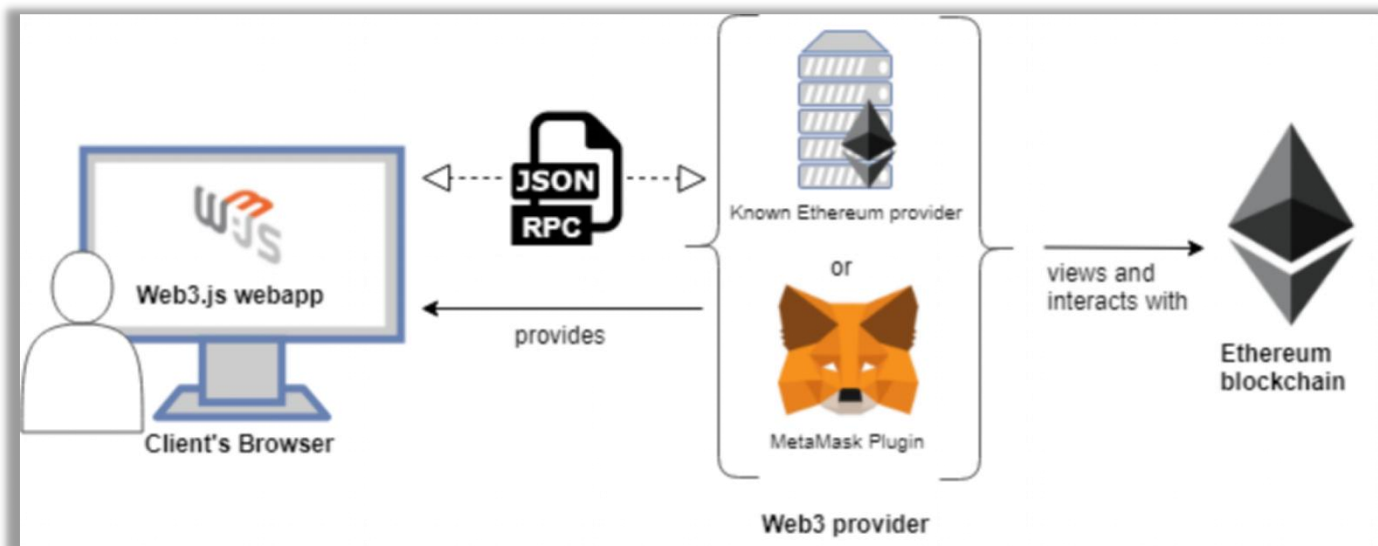 W3JS
Web3.js webapp
Client's Browser
JSON
RPC
provides
Known Ethereum provider
or
MetaMask Plugin
Web3 provider
views and
interacts with
Ethereum
blockchain